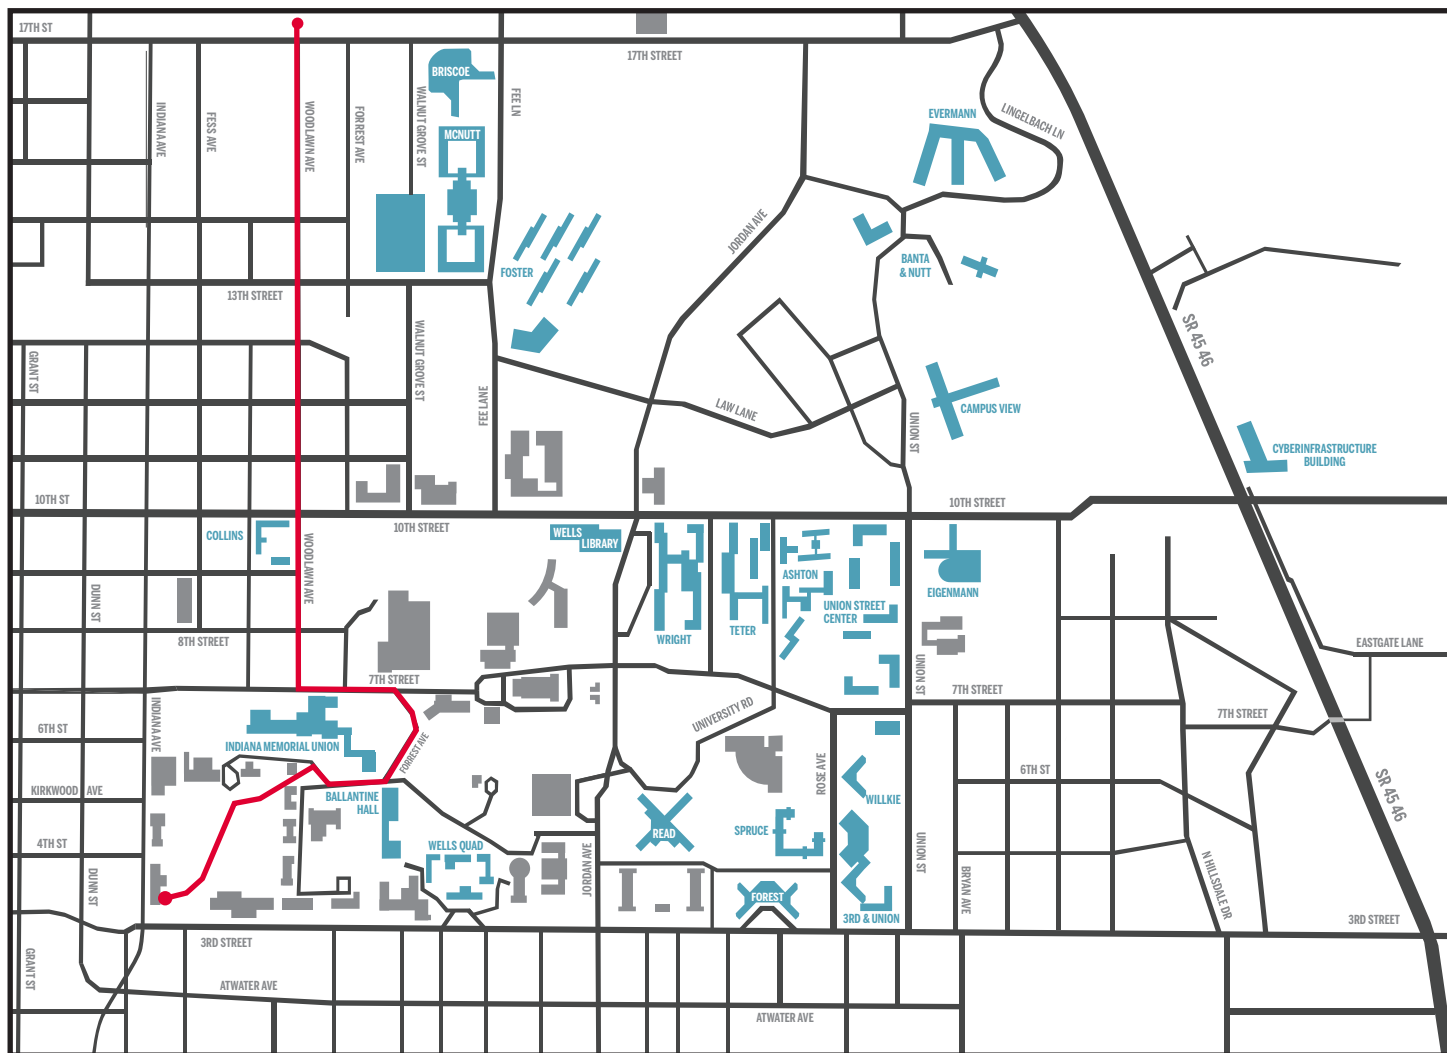 17TH ST
17TH STREET
BRISCOE
FEE LN
INDIANA AVE
FESS AVE
WOODLAWN AVE
FORREST AVE
WALNUT GROVE ST
MCNUTT
EVERMANN
LINGELBACH LN
JORDAN AVE
FOSTER
BANTA
& NUTT
13TH STREET
SR 45 46
GRANT ST
WALNUT GROVE ST
FEE LANE
LAW LANE
CAMPUS VIEW
UNION ST
CYBERINFRASTRUCTURE
BUILDING
10TH ST
10TH STREET
10TH STREET
COLLINS
WELLS
LIBRARY
WOODLAWN AVE
DUNN ST
ASHTON
EIGENMANN
UNION STREET
CENTER
WRIGHT
TETER
8TH STREET
EASTGATE LANE
UNION ST
7TH STREET
7TH STREET
7TH STREET
INDIANA AVE
6TH ST
INDIANA MEMORIAL UNION
FORREST AVE
UNIVERSITY RD
ROSE AVE
6TH ST
SR 45 46
KIRKWOOD AVE
BALLANTINE
HALL
WILLKIE
READ
SPRUCE
4TH ST
WELLS QUAD
UNION ST
JORDAN AVE
DUNN ST
BRYAN AVE
N HILLSDALE DR
FOREST
3RD & UNION
3RD STREET
3RD STREET
GRANT ST
ATWATER AVE
ATWATER AVE